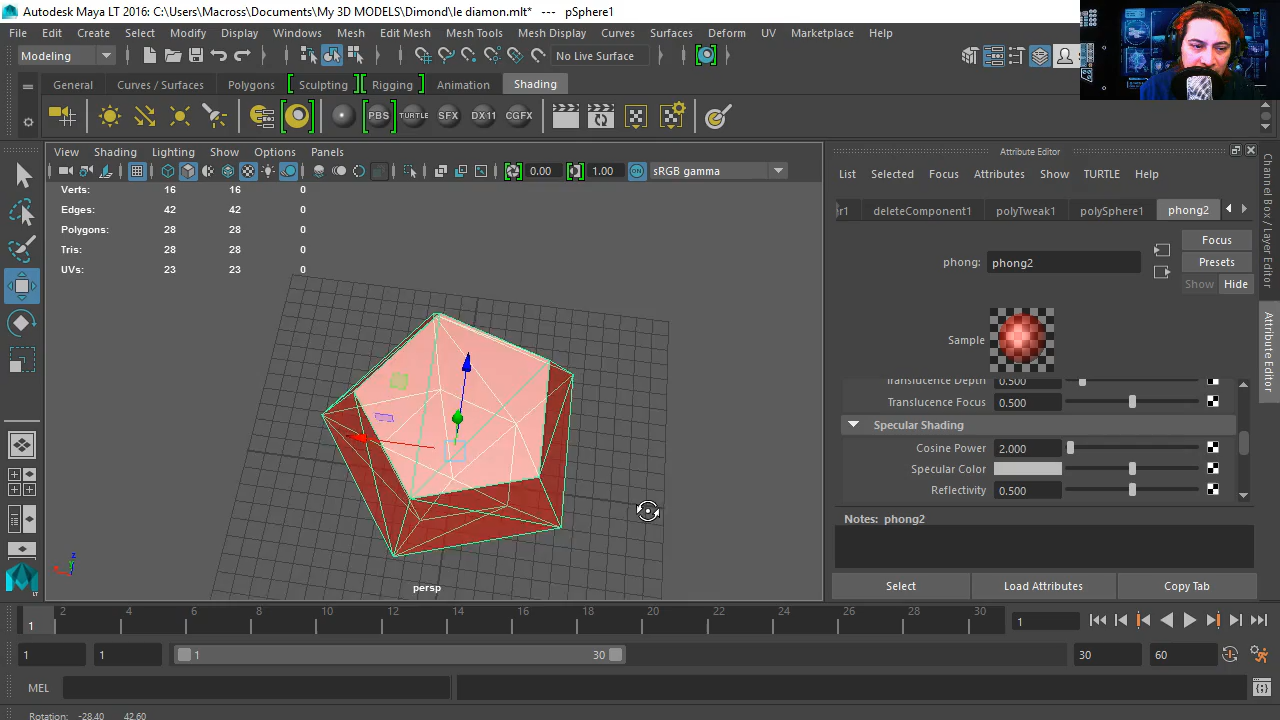 Autodesk Maya LT 2016: C:\Users\Macross\Documents\My 3D MODELS\Dimond\le diamon.mlt* --- pSphere1
File Edit Create Select Modify Display Windows Mesh Edit Mesh Mesh Tools Mesh Display Curves Surfaces Deform UV Marketplace Help
Modeling No Live Surface
General Curves / Surfaces Polygons Sculpting Rigging Animation Shading
PBS TURTLE SFX DX11 CGFX
View Shading Lighting Show Options Panels
0.00 1.00 ON sRGB gamma
Verts: 16 16 0
Edges: 42 42 0
Polygons: 28 28 0
Tris: 28 28 0
UVs: 23 23 0
z
persp
Attribute Editor
List Selected Focus Attributes Show TURTLE Help
r1 deleteComponent1 polyTweak1 polySphere1 phong2
Focus
phong: phong2
Presets
Show Hide
Sample
Translucence Depth 0.500
Translucence Focus 0.500
Specular Shading
Cosine Power 2.000
Specular Color
Reflectivity 0.500
Notes: phong2
Select Load Attributes Copy Tab
Channel Box / Layer Editor
Attribute Editor
LT
1 2 4 6 8 10 12 14 16 18 20 22 24 26 28 30 1
1 1 1 30 30 60
MEL
Rotation: -28.40 42.60